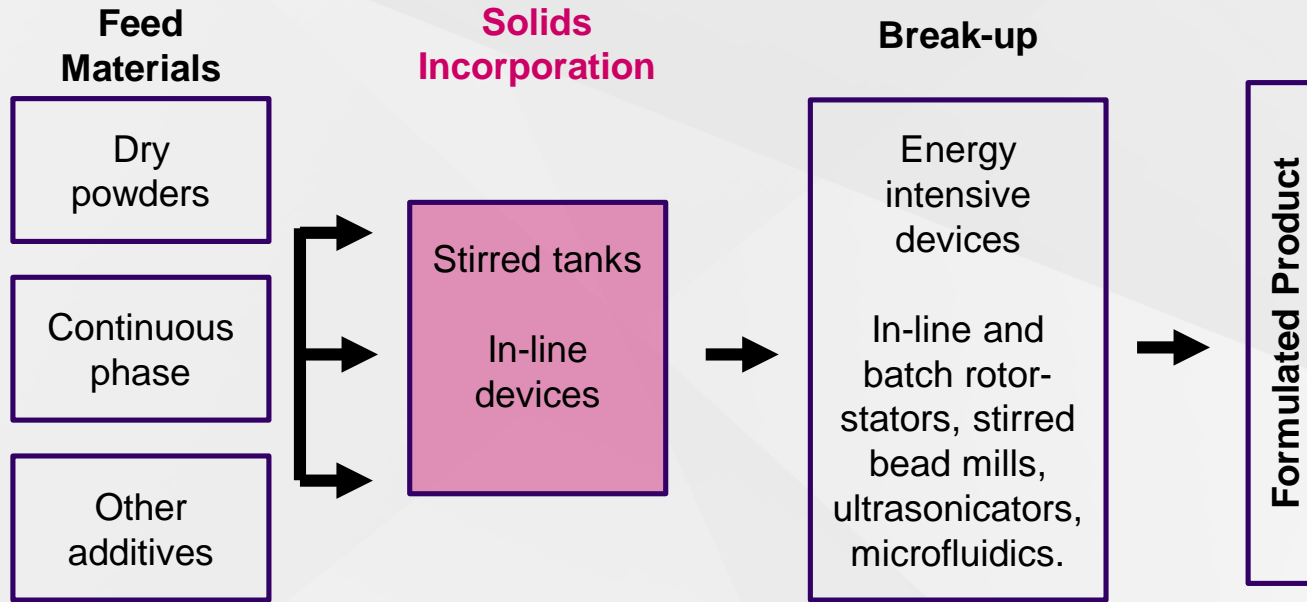 Feed
Materials
Dry
powders
Continuous
phase
Other
additives
Solids
Incorporation
Stirred tanks
In-line
devices
Break-up
Energy
intensive
devices
In-line and
batch rotor-
stators, stirred
bead mills,
ultrasonicators,
microfluidics.
Formulated Product